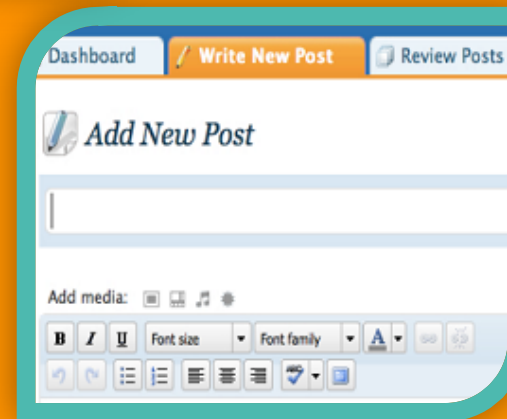 Dashboard Write New Post Review Posts
Add New Post
Add media:
B I U Font size Font family A